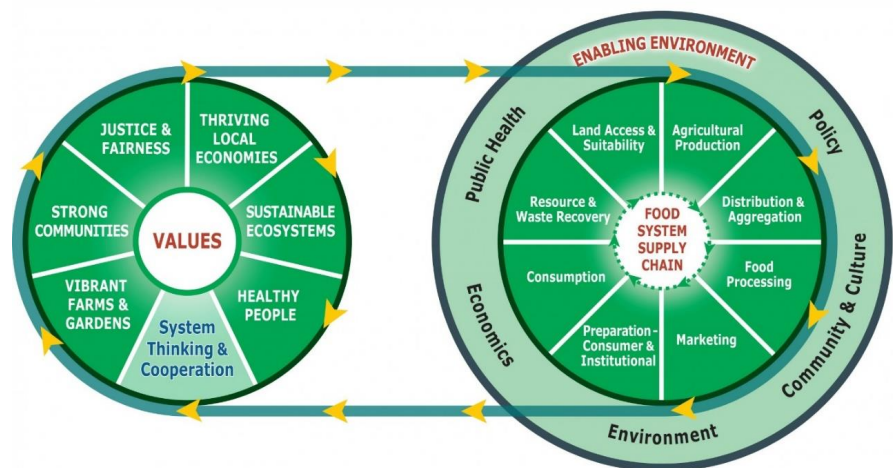 JUSTICE &
FAIRNESS
THRIVING
LOCAL
ECONOMIES
SUSTAINABLE
ECOSYSTEMS
HEALTHY
PEOPLE
System
Thinking &
Cooperation
VIBRANT
FARMS &
GARDENS
STRONG
COMMUNITIES
VALUES
ENABLING ENVIRONMENT
Policy
Community & Culture
Environment
Economics
Public Health
Land Access &
Suitability
Agricultural
Production
Distribution &
Aggregation
Food
Processing
Marketing
Preparation -
Consumer &
Institutional
Consumption
Resource &
Waste Recovery
FOOD
SYSTEM
SUPPLY
CHAIN